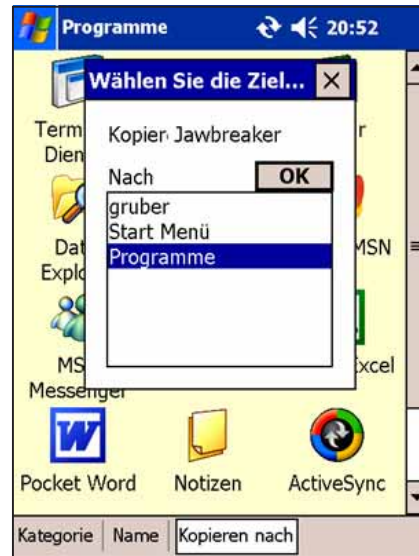 Programme 20:52
Wählen Sie die Ziel...
Term r
Dien
Kopier Jawbreaker
Nach OK
gruber
Start Menü
Programme
Dat MSN
Explo
MS Excel
Messenger
Pocket Word Notizen ActiveSync
Kategorie Name Kopieren nach